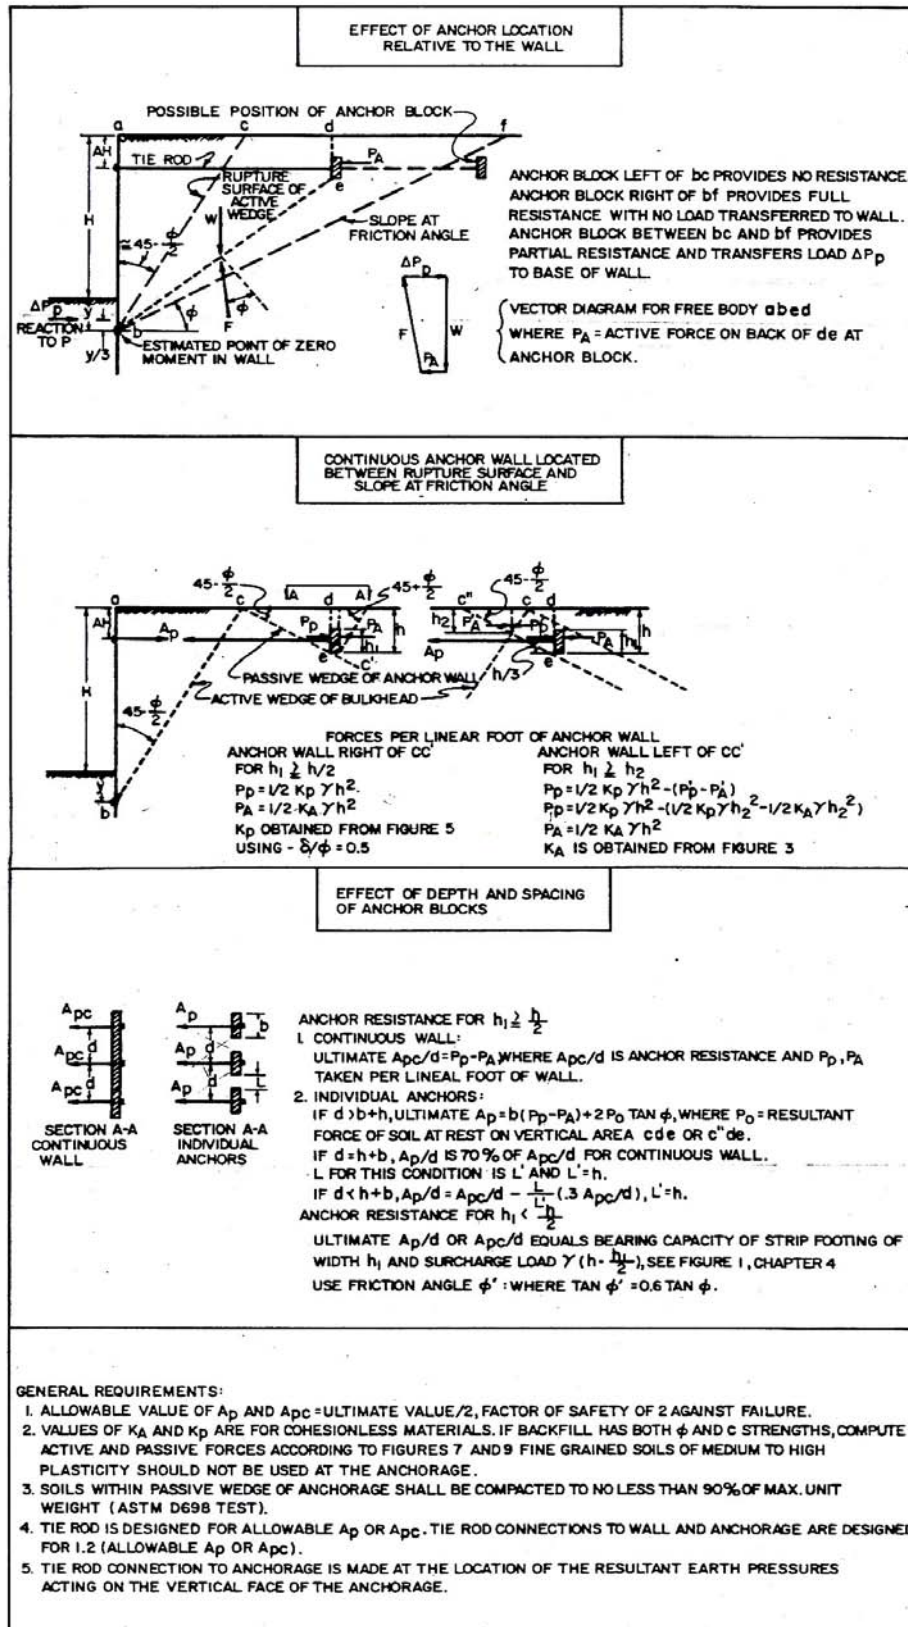 EFFECT OF ANCHOR LOCATION
RELATIVE TO THE WALL
POSSIBLE POSITION OF ANCHOR BLOCK
a
c
d
f
AH
TIE ROD
PA
e
RUPTURE
SURFACE OF
ACTIVE
WEDGE
W
H
≃45-φ/2
SLOPE AT
FRICTION ANGLE
ΔPp
REACTION
TO P
y
b
φ
F
φ
y/3
ESTIMATED POINT OF ZERO
MOMENT IN WALL
ΔPp
F
W
PA
ANCHOR BLOCK LEFT OF bc PROVIDES NO RESISTANCE
ANCHOR BLOCK RIGHT OF bf PROVIDES FULL
RESISTANCE WITH NO LOAD TRANSFERRED TO WALL.
ANCHOR BLOCK BETWEEN bc AND bf PROVIDES
PARTIAL RESISTANCE AND TRANSFERS LOAD ΔPp
TO BASE OF WALL.
VECTOR DIAGRAM FOR FREE BODY abed
WHERE PA = ACTIVE FORCE ON BACK OF de AT
ANCHOR BLOCK.
CONTINUOUS ANCHOR WALL LOCATED
BETWEEN RUPTURE SURFACE AND
SLOPE AT FRICTION ANGLE
a
45-φ/2
c
A
d
A
45+φ/2
AH
Ap
Pp
PA
h1
h
e
c'
H
45-φ/2
y
b
PASSIVE WEDGE OF ANCHOR WALL
ACTIVE WEDGE OF BULKHEAD
45-φ/2
c"
c
d
h2
P'A
P'p
PA
h1
h
Ap
h/3
e
FORCES PER LINEAR FOOT OF ANCHOR WALL
ANCHOR WALL RIGHT OF CC'
FOR h1 ≥ h/2
Pp = 1/2 Kp γh²
PA = 1/2 KA γh²
Kp OBTAINED FROM FIGURE 5
USING - δ/φ = 0.5
ANCHOR WALL LEFT OF CC'
FOR h1 ≥ h2
Pp = 1/2 Kp γh² -(P'p-P'A)
Pp = 1/2 Kp γh² -(1/2 Kp γh2² -1/2 KA γh2²)
PA = 1/2 KA γh²
KA IS OBTAINED FROM FIGURE 3
EFFECT OF DEPTH AND SPACING
OF ANCHOR BLOCKS
Apc
d
Apc
d
Apc
SECTION A-A
CONTINUOUS
WALL
Ap
b
d
Ap
d
L
Ap
SECTION A-A
INDIVIDUAL
ANCHORS
ANCHOR RESISTANCE FOR h1 ≥ h/2
1. CONTINUOUS WALL:
ULTIMATE Apc/d = Pp-PA WHERE Apc/d IS ANCHOR RESISTANCE AND Pp, PA
TAKEN PER LINEAL FOOT OF WALL.
2. INDIVIDUAL ANCHORS:
IF d > b+h, ULTIMATE Ap = b(Pp-PA)+2Po TAN φ, WHERE Po = RESULTANT
FORCE OF SOIL AT REST ON VERTICAL AREA cde OR c"de.
IF d=h+b, Ap/d IS 70% OF Apc/d FOR CONTINUOUS WALL.
L FOR THIS CONDITION IS L' AND L'=h.
IF d<h+b, Ap/d = Apc/d - L/L' (.3 Apc/d), L'=h.
ANCHOR RESISTANCE FOR h1 < h/2
ULTIMATE Ap/d OR Apc/d EQUALS BEARING CAPACITY OF STRIP FOOTING OF
WIDTH h1 AND SURCHARGE LOAD γ (h- h1/2), SEE FIGURE 1, CHAPTER 4
USE FRICTION ANGLE φ' : WHERE TAN φ' = 0.6 TAN φ.
GENERAL REQUIREMENTS:
1. ALLOWABLE VALUE OF Ap AND Apc = ULTIMATE VALUE/2, FACTOR OF SAFETY OF 2 AGAINST FAILURE.
2. VALUES OF KA AND Kp ARE FOR COHESIONLESS MATERIALS. IF BACKFILL HAS BOTH φ AND C STRENGTHS, COMPUTE
ACTIVE AND PASSIVE FORCES ACCORDING TO FIGURES 7 AND 9 FINE GRAINED SOILS OF MEDIUM TO HIGH
PLASTICITY SHOULD NOT BE USED AT THE ANCHORAGE.
3. SOILS WITHIN PASSIVE WEDGE OF ANCHORAGE SHALL BE COMPACTED TO NO LESS THAN 90% OF MAX. UNIT
WEIGHT (ASTM D698 TEST).
4. TIE ROD IS DESIGNED FOR ALLOWABLE Ap OR Apc. TIE ROD CONNECTIONS TO WALL AND ANCHORAGE ARE DESIGNED
FOR 1.2 (ALLOWABLE Ap OR Apc).
5. TIE ROD CONNECTION TO ANCHORAGE IS MADE AT THE LOCATION OF THE RESULTANT EARTH PRESSURES
ACTING ON THE VERTICAL FACE OF THE ANCHORAGE.